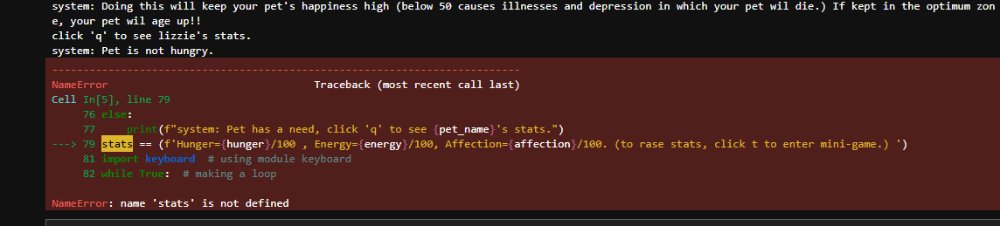 system: Doing this will keep your pet's happiness high (below 50 causes illnesses and depression in which your pet wil die.) If kept in the optimum zon
e, your pet wil age up!!
click 'q' to see lizzie's stats.
system: Pet is not hungry.
---------------------------------------------------------------------------
NameError                                 Traceback (most recent call last)
Cell In[5], line 79
     76 else:
     77     print(f"system: Pet has a need, click 'q' to see {pet_name}'s stats.")
---> 79 stats == (f'Hunger={hunger}/100 , Energy={energy}/100, Affection={affection}/100. (to rase stats, click t to enter mini-game.) ')
     81 import keyboard  # using module keyboard
     82 while True:  # making a loop
NameError: name 'stats' is not defined